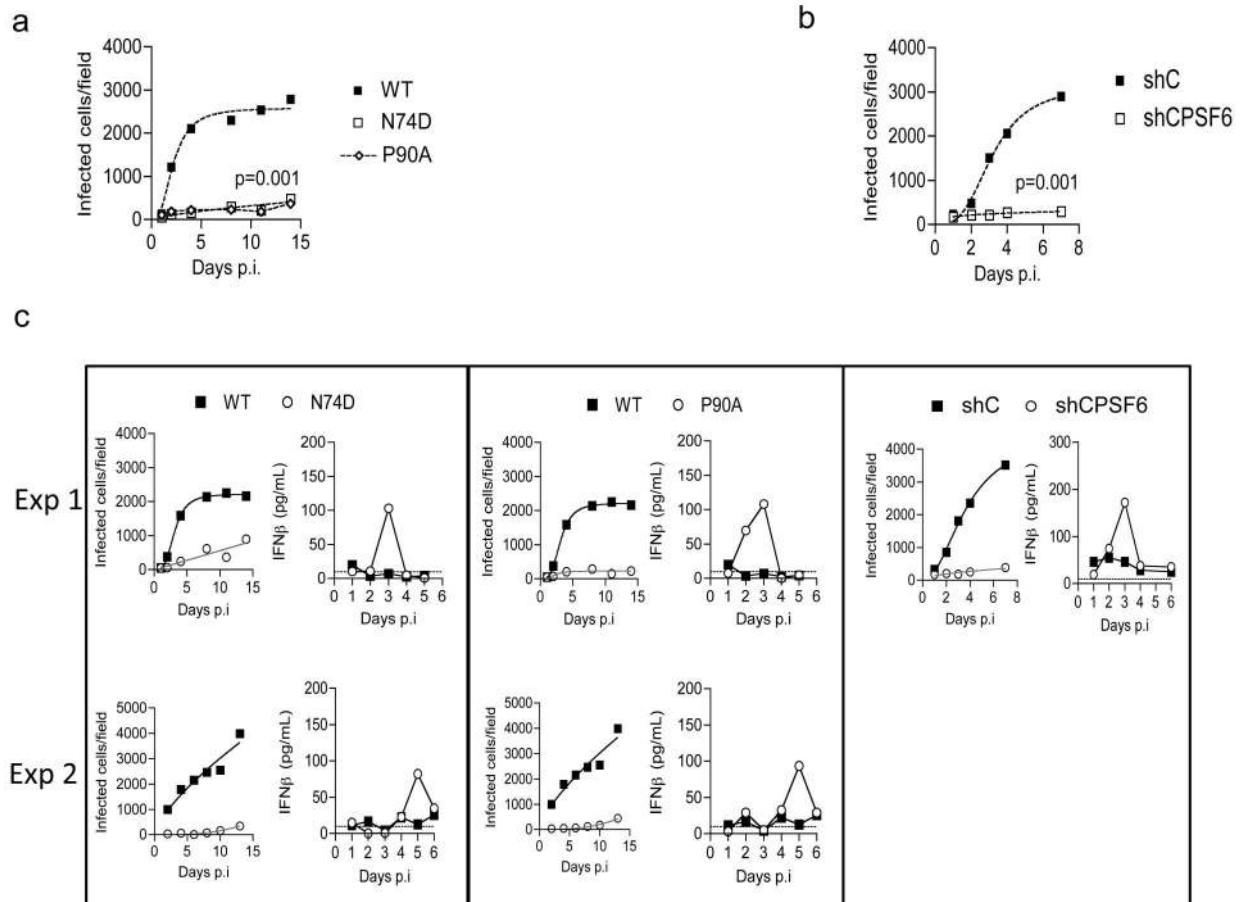 a
Infected cells/field
4000
3000
2000
1000
0
0 5 10 15
Days p.i.
WT
N74D
P90A
p=0.001
b
Infected cells/field
4000
3000
2000
1000
0
0 2 4 6 8
Days p.i.
shC
shCPSF6
p=0.001
c
Exp 1
WT N74D
Infected cells/field
4000
3000
2000
1000
0
0 5 10 15
Days p.i
IFNβ (pg/mL)
200
150
100
50
0
0 1 2 3 4 5 6
Days p.i
WT P90A
Infected cells/field
4000
3000
2000
1000
0
0 5 10 15
Days p.i
IFNβ (pg/mL)
200
150
100
50
0
0 1 2 3 4 5 6
Days p.i
shC shCPSF6
Infected cells/field
4000
3000
2000
1000
0
0 2 4 6 8
Days p.i
IFNβ (pg/mL)
300
200
100
0
0 1 2 3 4 5 6
Days p.i
Exp 2
Infected cells/field
5000
4000
3000
2000
1000
0
0 5 10 15
Days p.i
IFNβ (pg/mL)
200
150
100
50
0
0 1 2 3 4 5 6
Days p.i
Infected cells/field
5000
4000
3000
2000
1000
0
0 5 10 15
Days p.i
IFNβ (pg/mL)
200
150
100
50
0
0 1 2 3 4 5 6
Days p.i